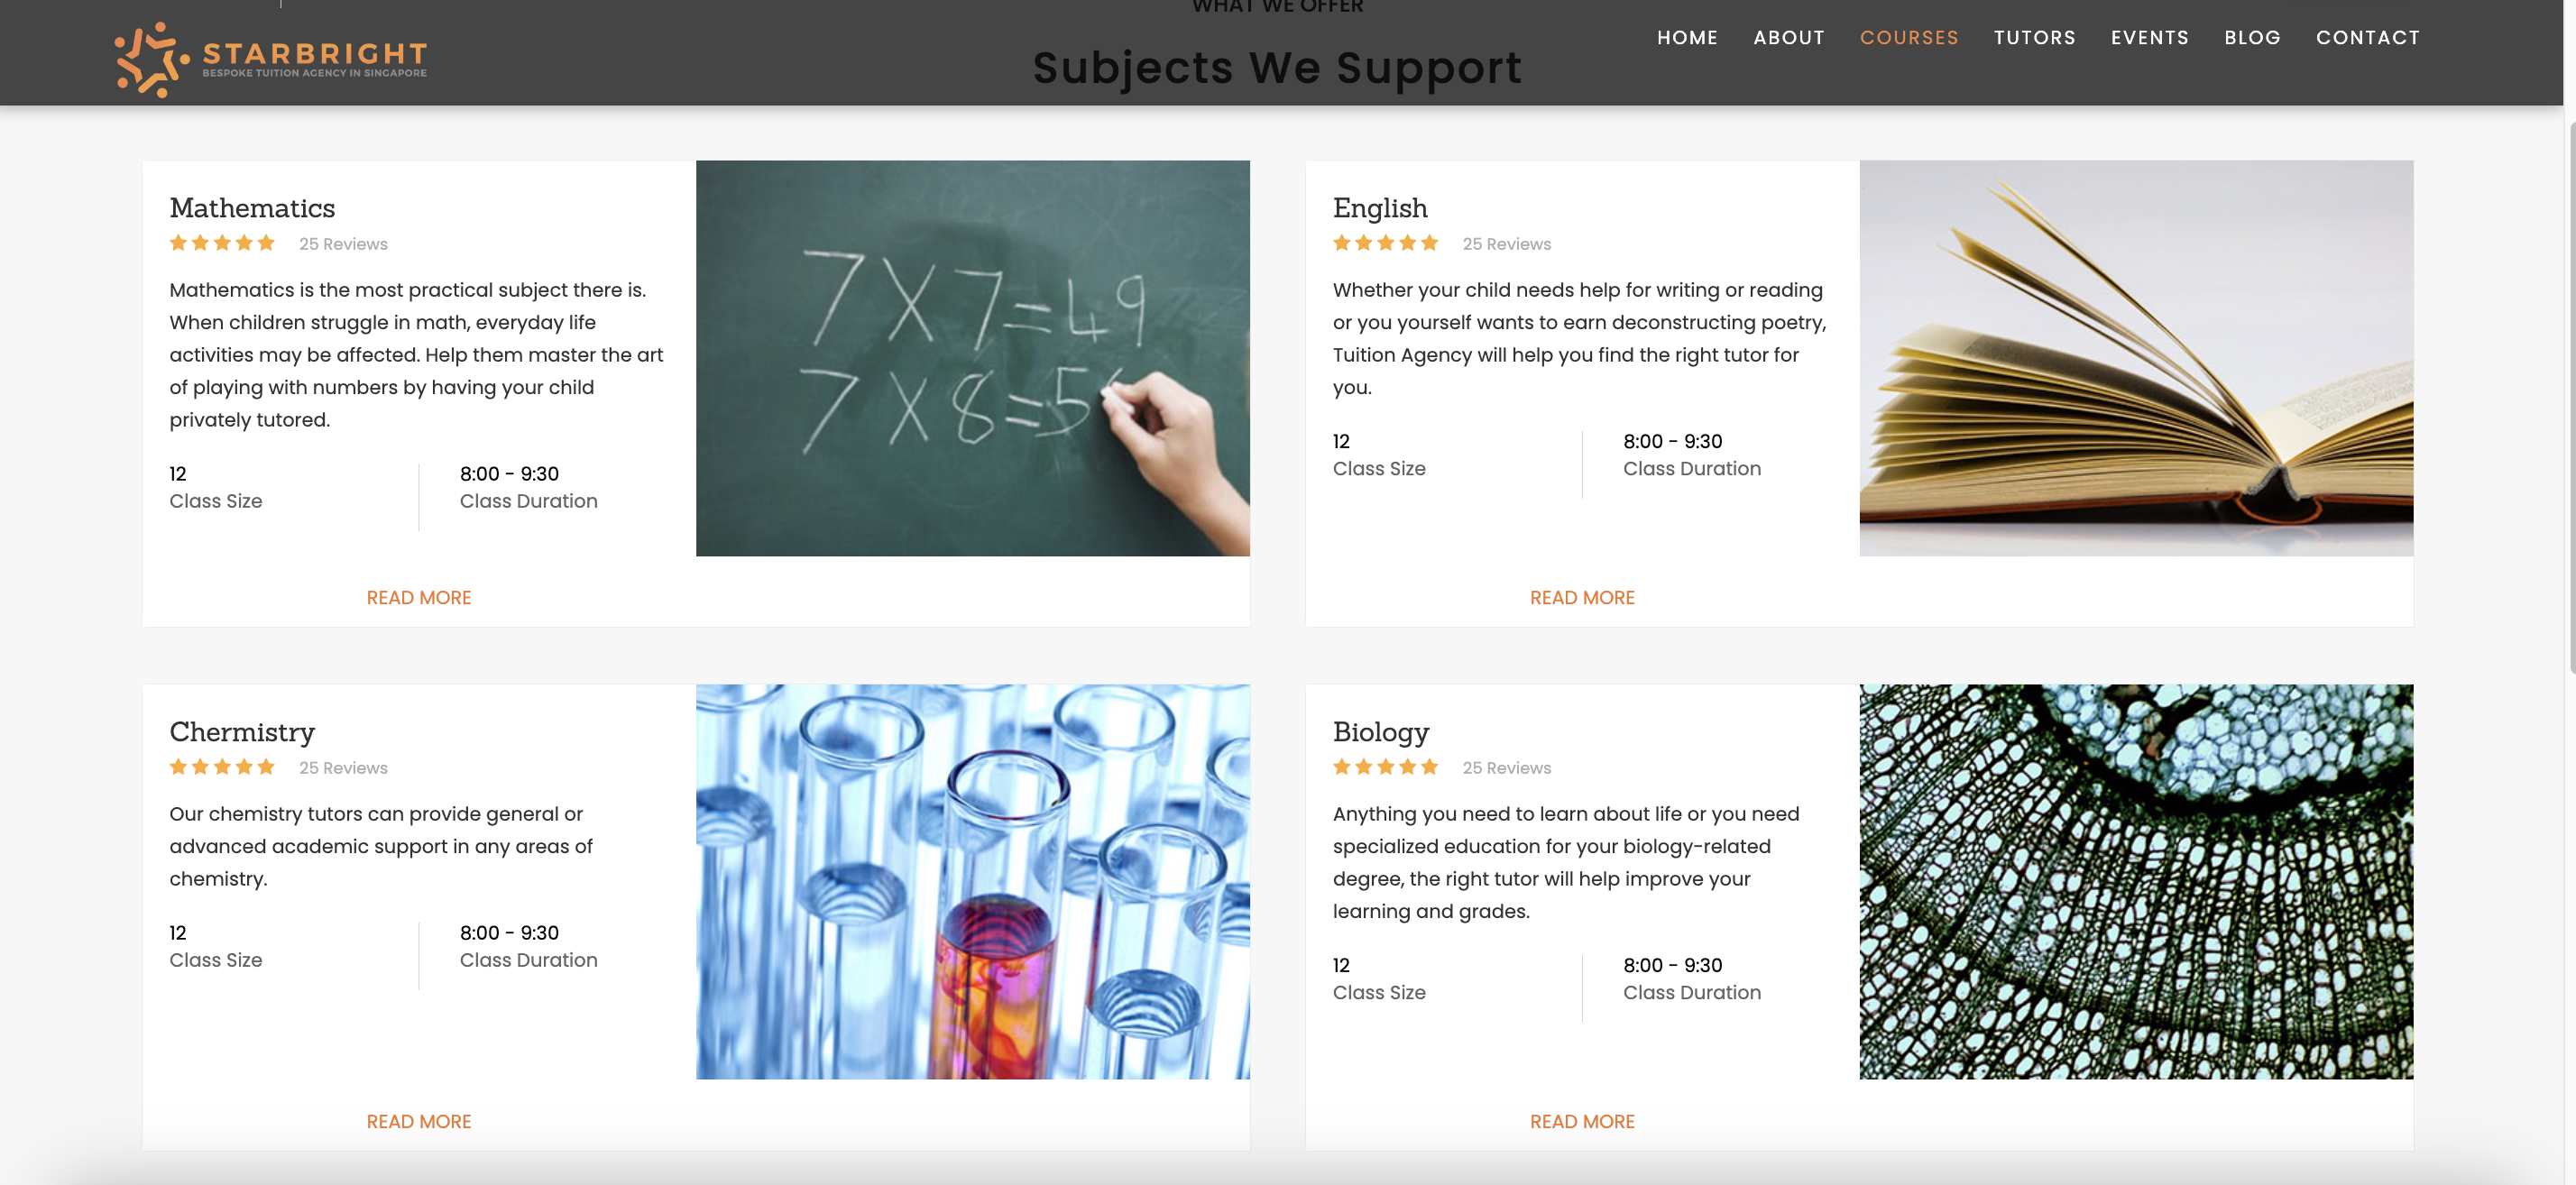 WHAT WE OFFER
Subjects We Support
STARBRIGHT
BESPOKE TUITION AGENCY IN SINGAPORE
HOME ABOUT COURSES TUTORS EVENTS BLOG CONTACT
Mathematics
25 Reviews
Mathematics is the most practical subject there is.
When children struggle in math, everyday life
activities may be affected. Help them master the art
of playing with numbers by having your child
privately tutored.
12
Class Size
8:00 - 9:30
Class Duration
READ MORE
7X7=49
7X8=5
English
25 Reviews
Whether your child needs help for writing or reading
or you yourself wants to earn deconstructing poetry,
Tuition Agency will help you find the right tutor for
you.
12
Class Size
8:00 - 9:30
Class Duration
READ MORE
Chermistry
25 Reviews
Our chemistry tutors can provide general or
advanced academic support in any areas of
chemistry.
12
Class Size
8:00 - 9:30
Class Duration
READ MORE
Biology
25 Reviews
Anything you need to learn about life or you need
specialized education for your biology-related
degree, the right tutor will help improve your
learning and grades.
12
Class Size
8:00 - 9:30
Class Duration
READ MORE